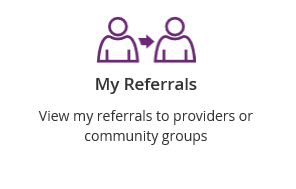 My Referrals
View my referrals to providers or
community groups